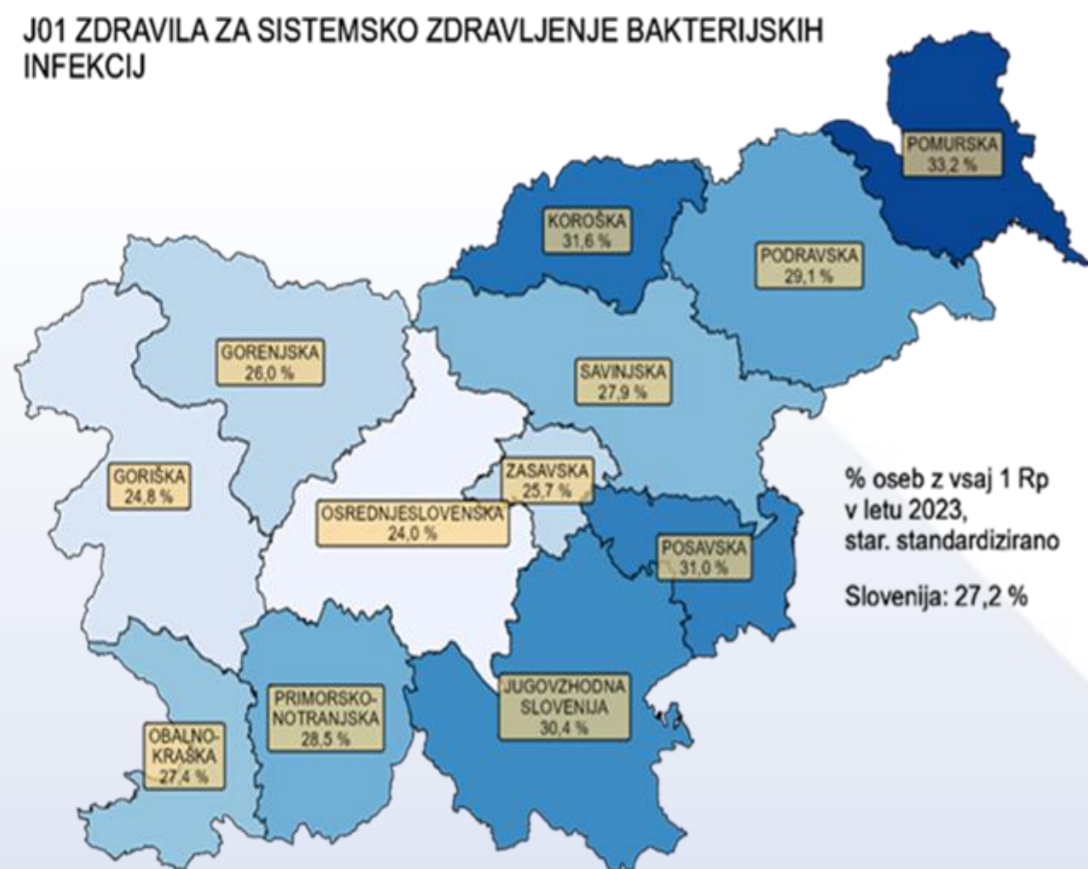 J01 ZDRAVILA ZA SISTEMSKO ZDRAVLJENJE BAKTERIJSKIH
INFEKCIJ
POMURSKA
33,2 %
KOROŠKA
31,6 %
PODRAVSKA
29,1 %
GORENJSKA
26,0 %
SAVINJSKA
27,9 %
GORIŠKA
24,8 %
ZASAVSKA
25,7 %
OSREDNJESLOVENSKA
24,0 %
POSAVSKA
31,0 %
% oseb z vsaj 1 Rp
v letu 2023,
star. standardizirano
Slovenija: 27,2 %
JUGOVZHODNA
SLOVENIJA
30,4 %
PRIMORSKO-
NOTRANJSKA
28,5 %
OBALNO-
KRAŠKA
27,4 %